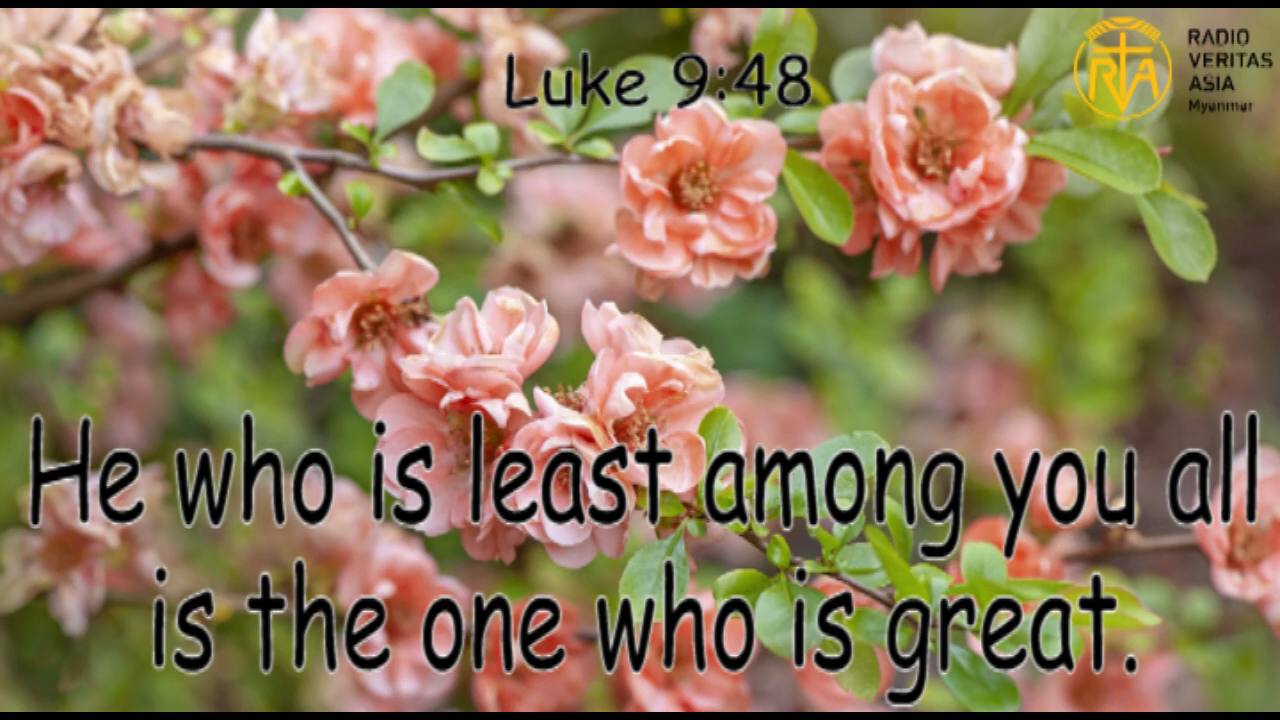 Luke 9:48
RTA
RADIO
VERITAS
ASIA
Myanmar
He who is least among you all
is the one who is great.